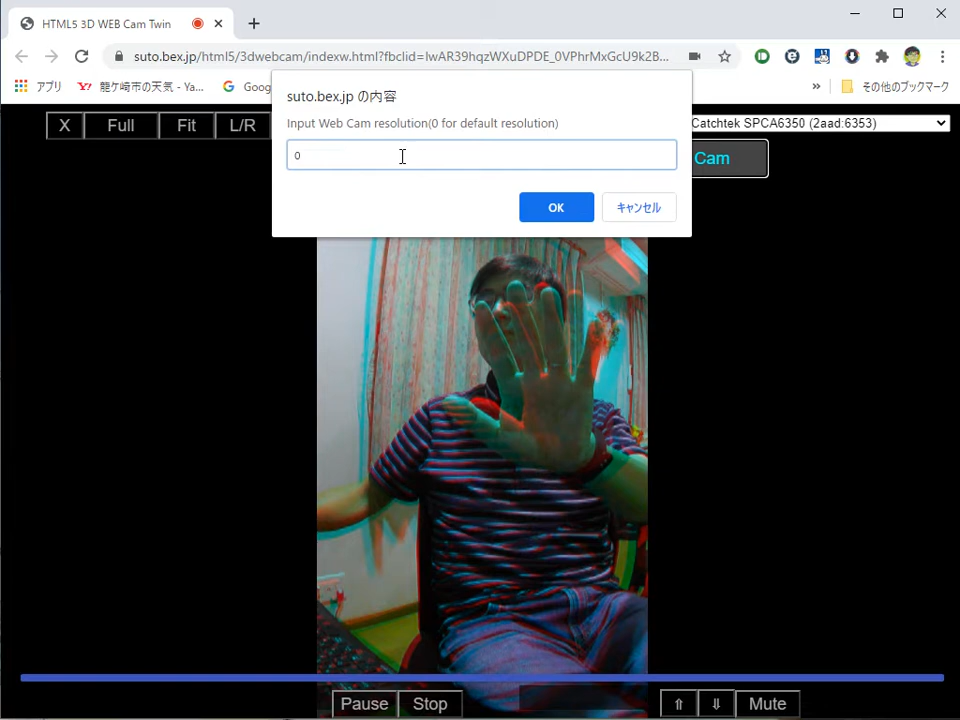 HTML5 3D WEB Cam Twin
suto.bex.jp/html5/3dwebcam/indexw.html?fbclid=IwAR39hqzWXuDPDE_0VPhrMxGcU9k2B...
アプリ
龍ケ崎市の天気 - Ya...
Goog
»
その他のブックマーク
suto.bex.jp の内容
Input Web Cam resolution(0 for default resolution)
0
OK キャンセル
X Full Fit L/R
Catchtek SPCA6350 (2aad:6353)
Cam
Pause Stop ⇑ ⇓ Mute